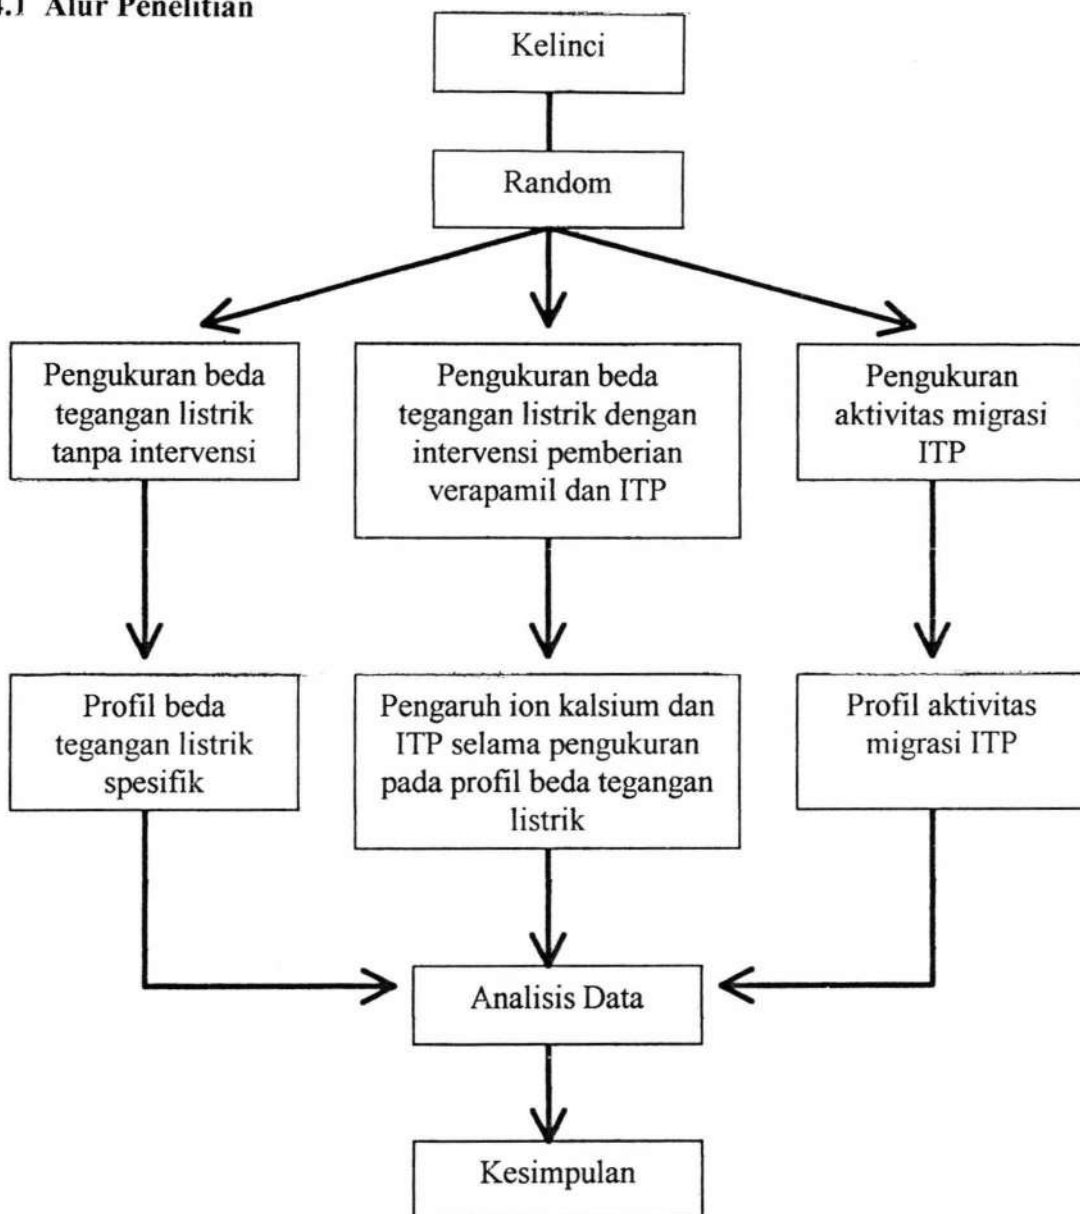 4.1 Alur Penelitian
Kelinci
Random
Pengukuran beda
tegangan listrik
tanpa intervensi
Pengukuran beda
tegangan listrik dengan
intervensi pemberian
verapamil dan ITP
Pengukuran
aktivitas migrasi
ITP
Profil beda
tegangan listrik
spesifik
Pengaruh ion kalsium dan
ITP selama pengukuran
pada profil beda tegangan
listrik
Profil aktivitas
migrasi ITP
Analisis Data
Kesimpulan